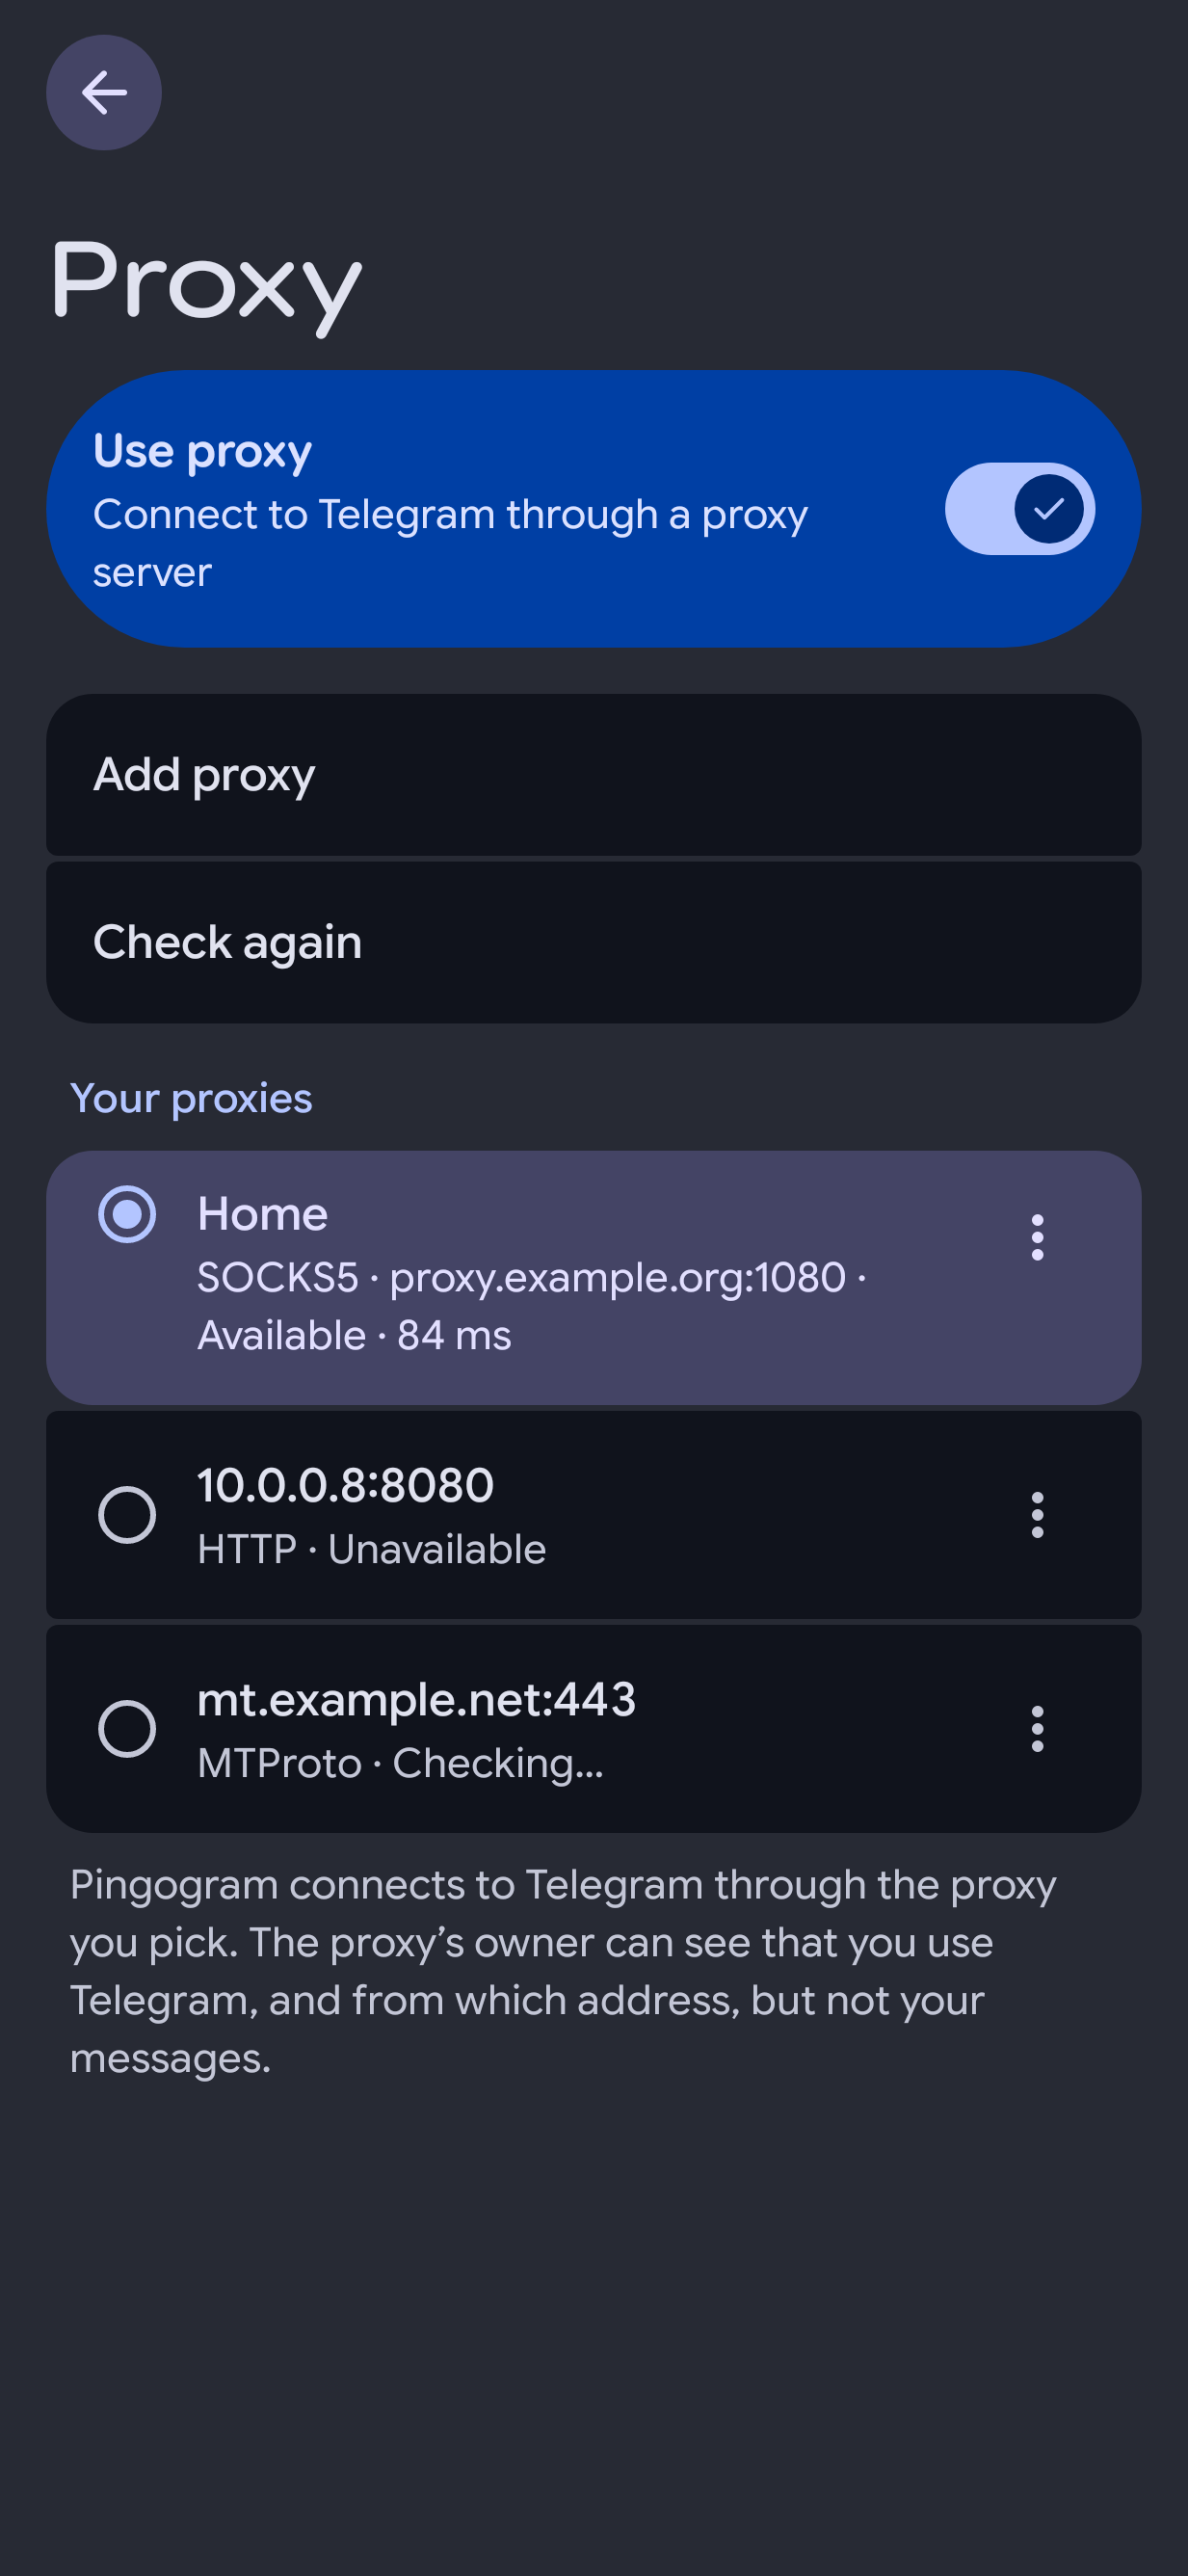 Proxy
Use proxy
Connect to Telegram through a proxy
server
Add proxy
Check again
Your proxies
Home
SOCKS5 · proxy.example.org:1080 ·
Available · 84 ms
10.0.0.8:8080
HTTP · Unavailable
mt.example.net:443
MTProto · Checking…
Pingogram connects to Telegram through the proxy
you pick. The proxy’s owner can see that you use
Telegram, and from which address, but not your
messages.